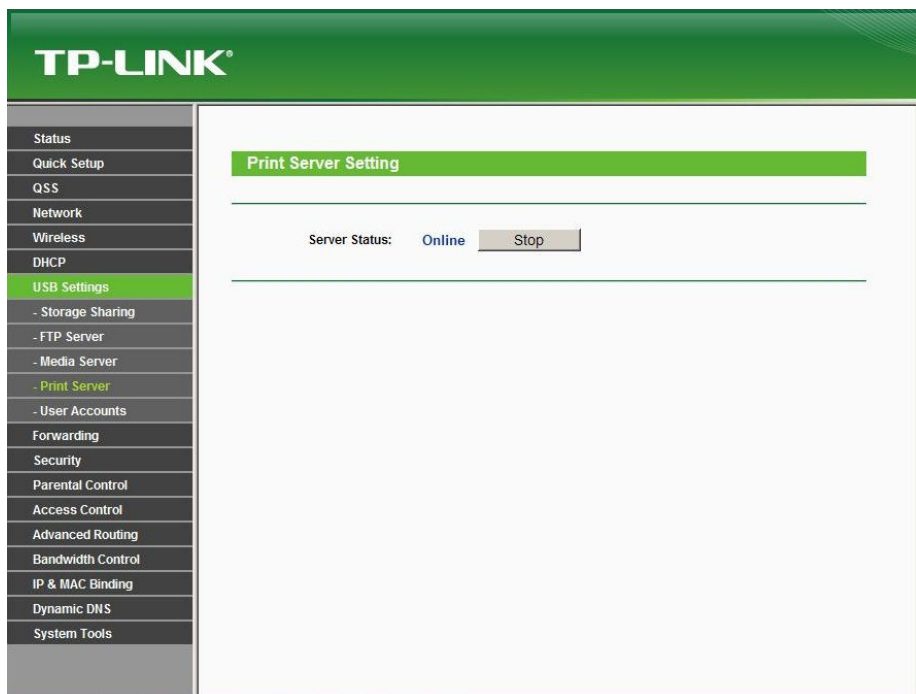 TP-LINK®
Status
Quick Setup
QSS
Network
Wireless
DHCP
USB Settings
- Storage Sharing
- FTP Server
- Media Server
- Print Server
- User Accounts
Forwarding
Security
Parental Control
Access Control
Advanced Routing
Bandwidth Control
IP & MAC Binding
Dynamic DNS
System Tools
Print Server Setting
Server Status: Online Stop